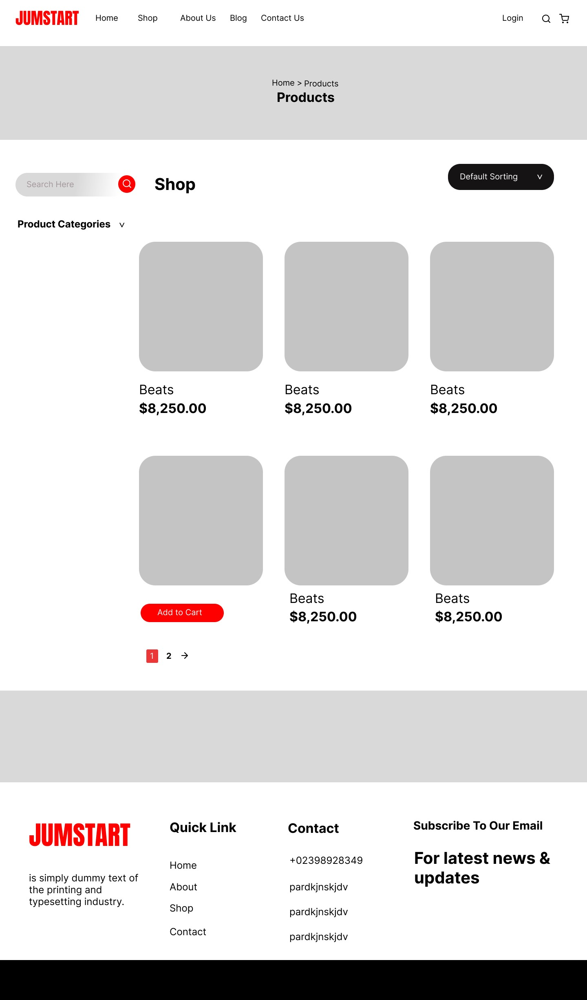 JUMSTART Home Shop About Us Blog Contact Us Login
Home > Products
Products
Search Here
Shop
Default Sorting V
Product Categories V
Beats Beats Beats
$8,250.00 $8,250.00 $8,250.00
Beats Beats
Add to Cart $8,250.00 $8,250.00
1 2
JUMSTART
is simply dummy text of
the printing and
typesetting industry.
Quick Link
Home
About
Shop
Contact
Contact
+02398928349
pardkjnskjdv
pardkjnskjdv
pardkjnskjdv
Subscribe To Our Email
For latest news &
updates